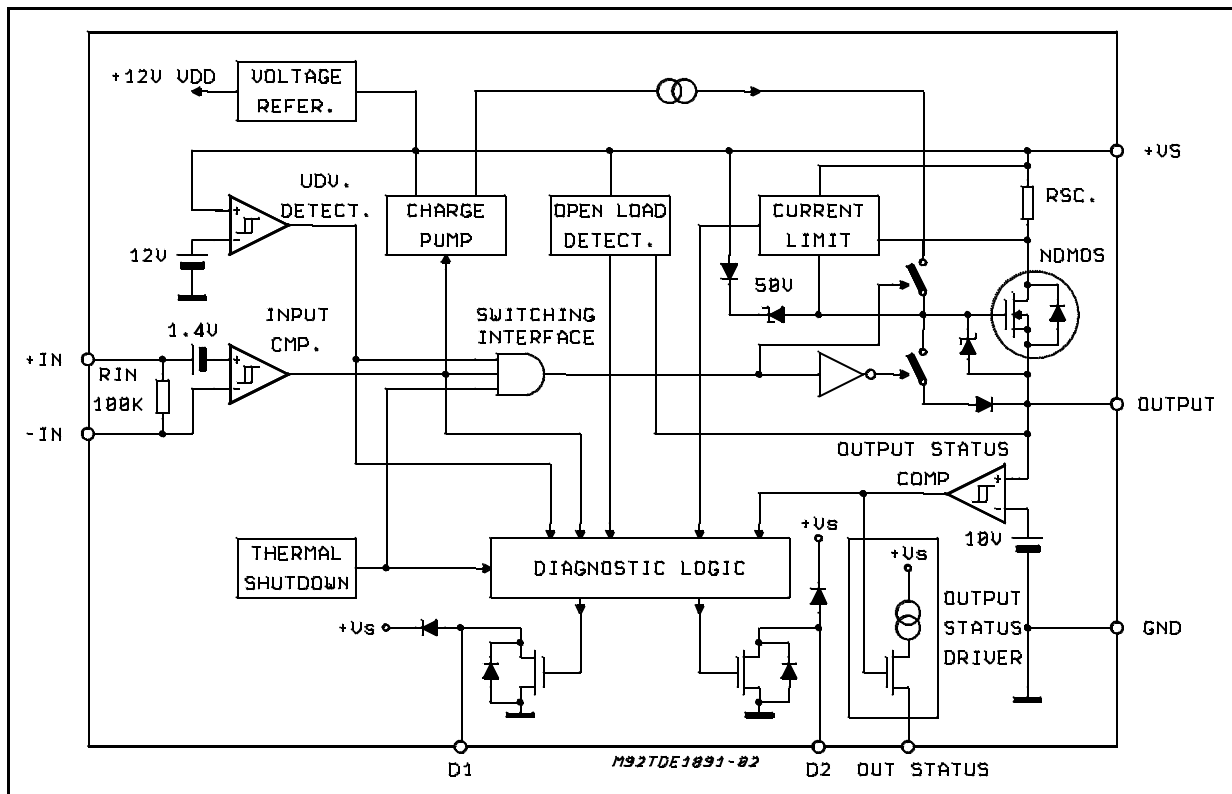 +12V VDD
VOLTAGE
REFER.
+VS
UDV.
DETECT.
CHARGE
PUMP
OPEN LOAD
DETECT.
CURRENT
LIMIT
RSC.
12V
NDMOS
50V
INPUT
CMP.
SWITCHING
INTERFACE
1.4V
+IN
RIN
100K
-IN
OUTPUT
OUTPUT STATUS
COMP
+
-
+
-
+
-
10V
+Vs
THERMAL
SHUTDOWN
DIAGNOSTIC LOGIC
+Vs
OUTPUT
STATUS
DRIVER
+Vs
GND
D1
M92TDE1891-02
D2
OUT STATUS